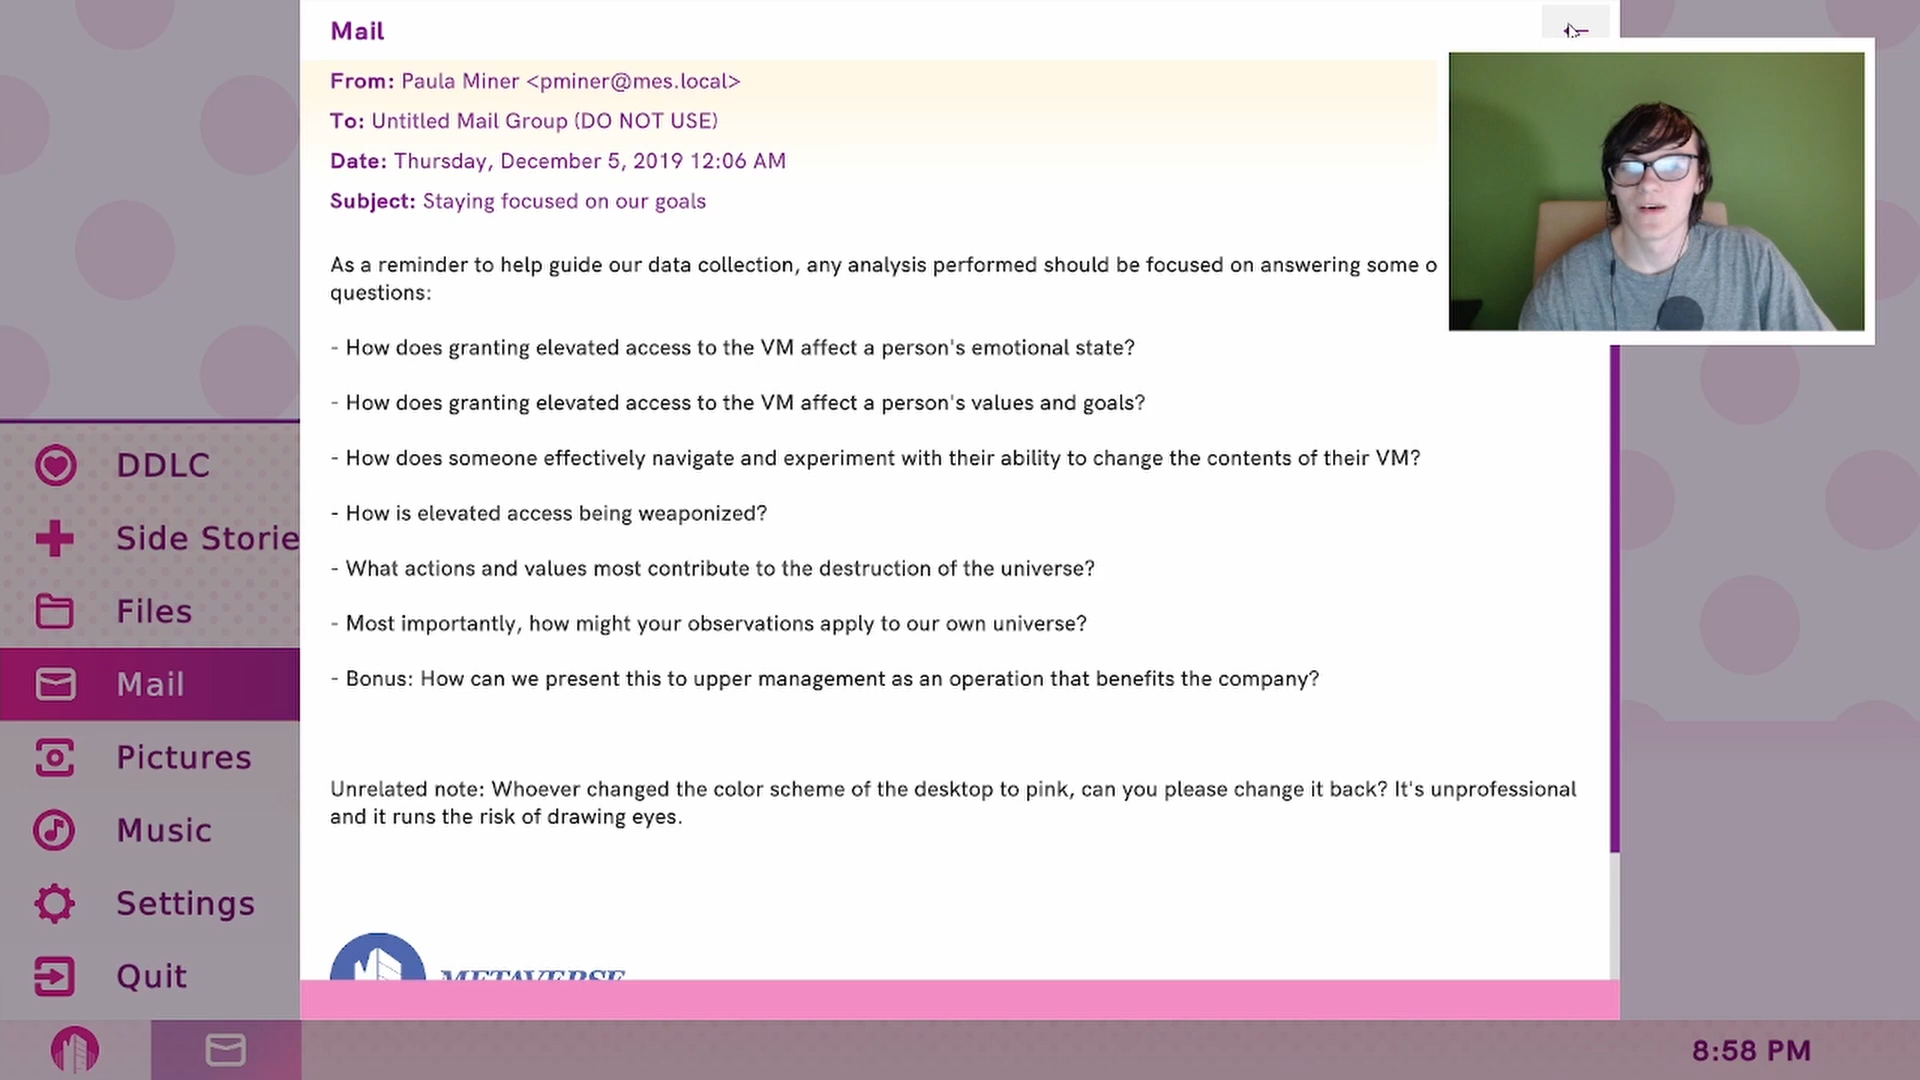 Mail
From: Paula Miner <pminer@mes.local>
To: Untitled Mail Group (DO NOT USE)
Date: Thursday, December 5, 2019 12:06 AM
Subject: Staying focused on our goals
As a reminder to help guide our data collection, any analysis performed should be focused on answering some o
questions:
- How does granting elevated access to the VM affect a person's emotional state?
- How does granting elevated access to the VM affect a person's values and goals?
- How does someone effectively navigate and experiment with their ability to change the contents of their VM?
- How is elevated access being weaponized?
- What actions and values most contribute to the destruction of the universe?
- Most importantly, how might your observations apply to our own universe?
- Bonus: How can we present this to upper management as an operation that benefits the company?
Unrelated note: Whoever changed the color scheme of the desktop to pink, can you please change it back? It's unprofessional
and it runs the risk of drawing eyes.
METAVERSE
DDLC
Side Storie
Files
Mail
Pictures
Music
Settings
Quit
8:58 PM